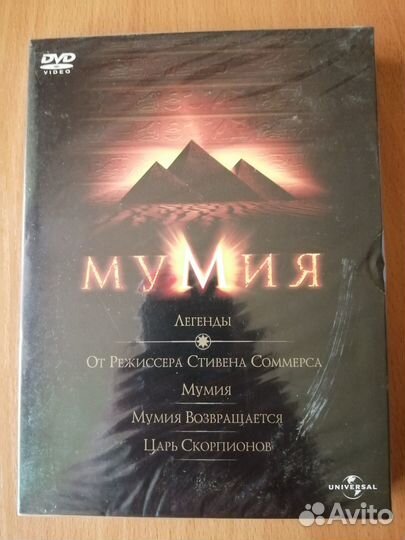 DVD
VIDEO
МУМИЯ
ЛЕГЕНДЫ
ОТ РЕЖИССЕРА СТИВЕНА СОММЕРСА
МУМИЯ
МУМИЯ ВОЗВРАЩАЕТСЯ
ЦАРЬ СКОРПИОНОВ
UNIVERSAL
Avito